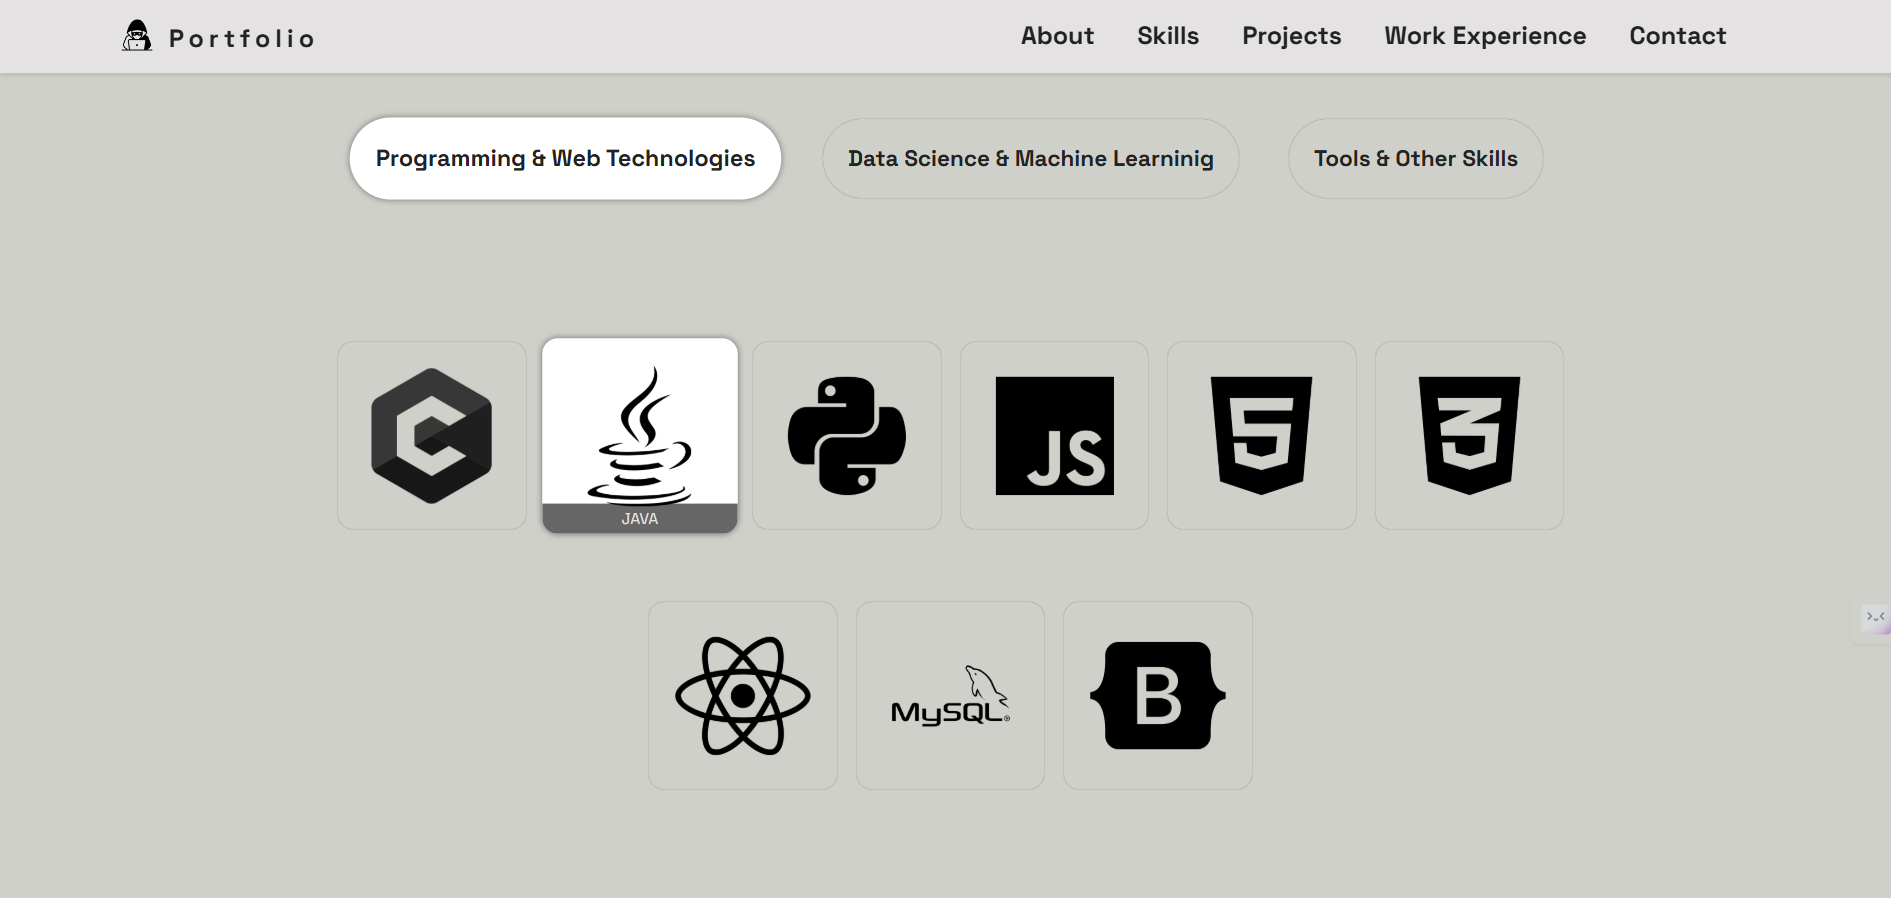 Portfolio
About
Skills
Projects
Work Experience
Contact
Programming & Web Technologies
Data Science & Machine Learninig
Tools & Other Skills
C
JS
5
3
JAVA
MySQL®
B